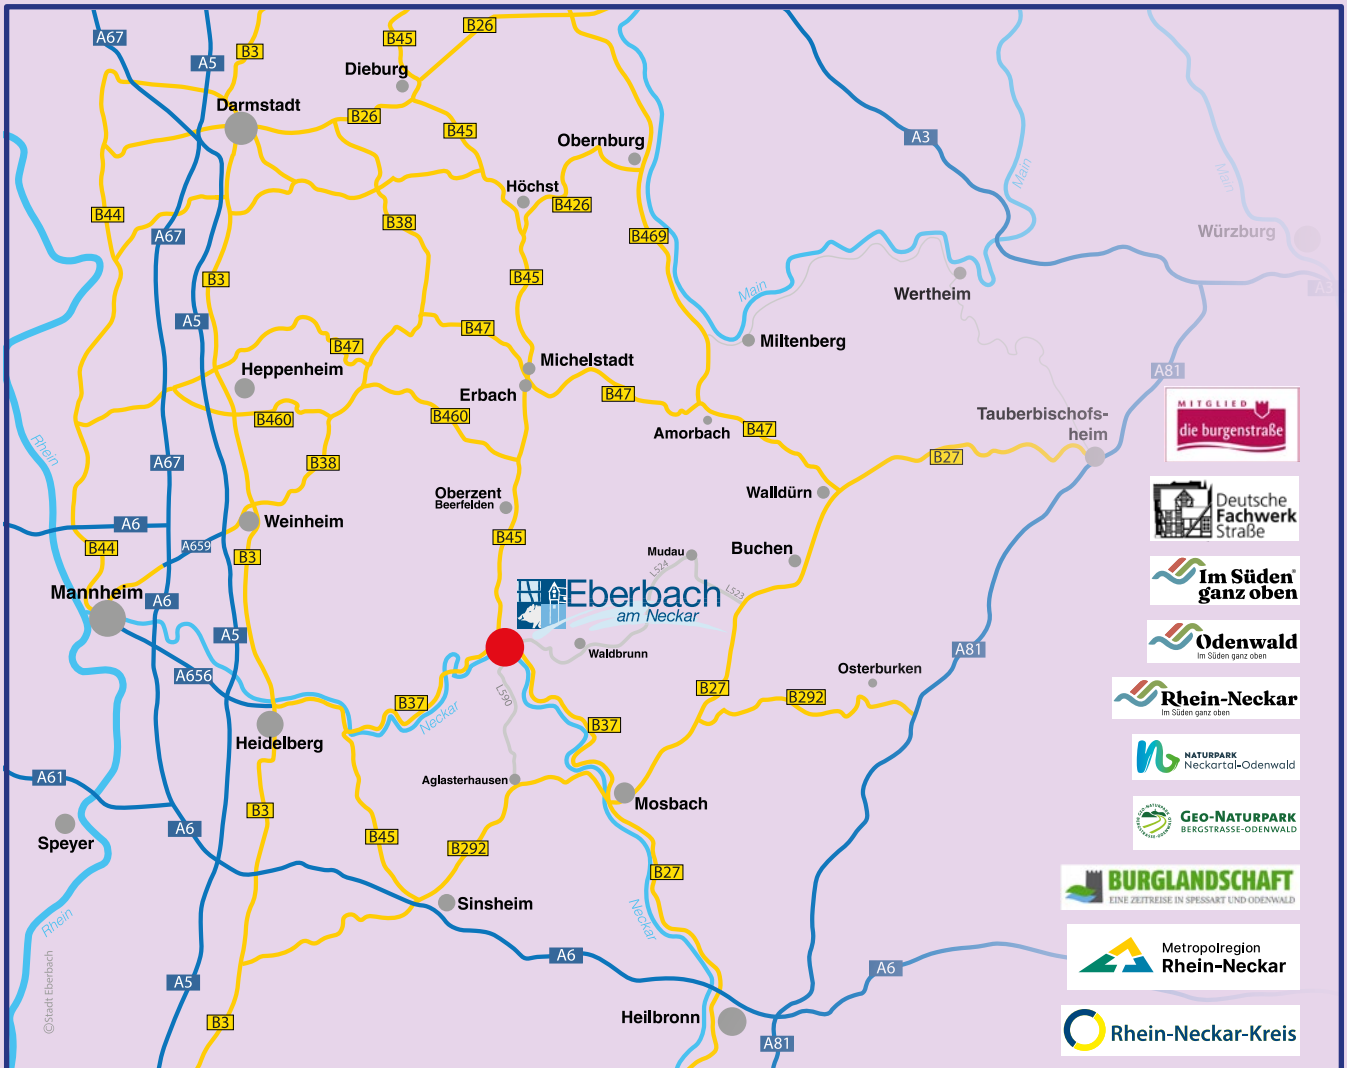 A67
B3
B45
B26
A5
Dieburg
Darmstadt
B26
B45
Obernburg
A3
Main
Main
Höchst
B426
B44
B38
A67
B469
Würzburg
B3
B45
Main
Wertheim
A3
A5
B47
B47
Miltenberg
Michelstadt
Heppenheim
Erbach
B47
A81
B460
B460
Amorbach
B47
Tauberbischofs-
heim
MITGLIED
die burgenstraße
Rhein
A67
B38
B27
Oberzent
Beerfelden
Walldürn
Deutsche
Fachwerk
Straße
A6
Weinheim
B45
B44
A659
B3
Mudau
L524
Buchen
L523
Im Süden
ganz oben
Mannheim
A6
Eberbach
am Neckar
A5
Waldbrunn
A81
Odenwald
Im Süden ganz oben
A656
B37
L590
Osterburken
B27
B292
Rhein-Neckar
Im Süden ganz oben
Neckar
B37
Heidelberg
NATURPARK
Neckartal-Odenwald
A61
Aglasterhausen
Mosbach
B3
Speyer
A6
B45
B292
GEO-NATURPARK
BERGSTRASSE-ODENWALD
B27
BURGLANDSCHAFT
EINE ZEITREISE IN SPESSART UND ODENWALD
Rhein
Sinsheim
Neckar
©Stadt Eberbach
A5
A6
A6
Metropolregion
Rhein-Neckar
B3
Heilbronn
A81
Rhein-Neckar-Kreis